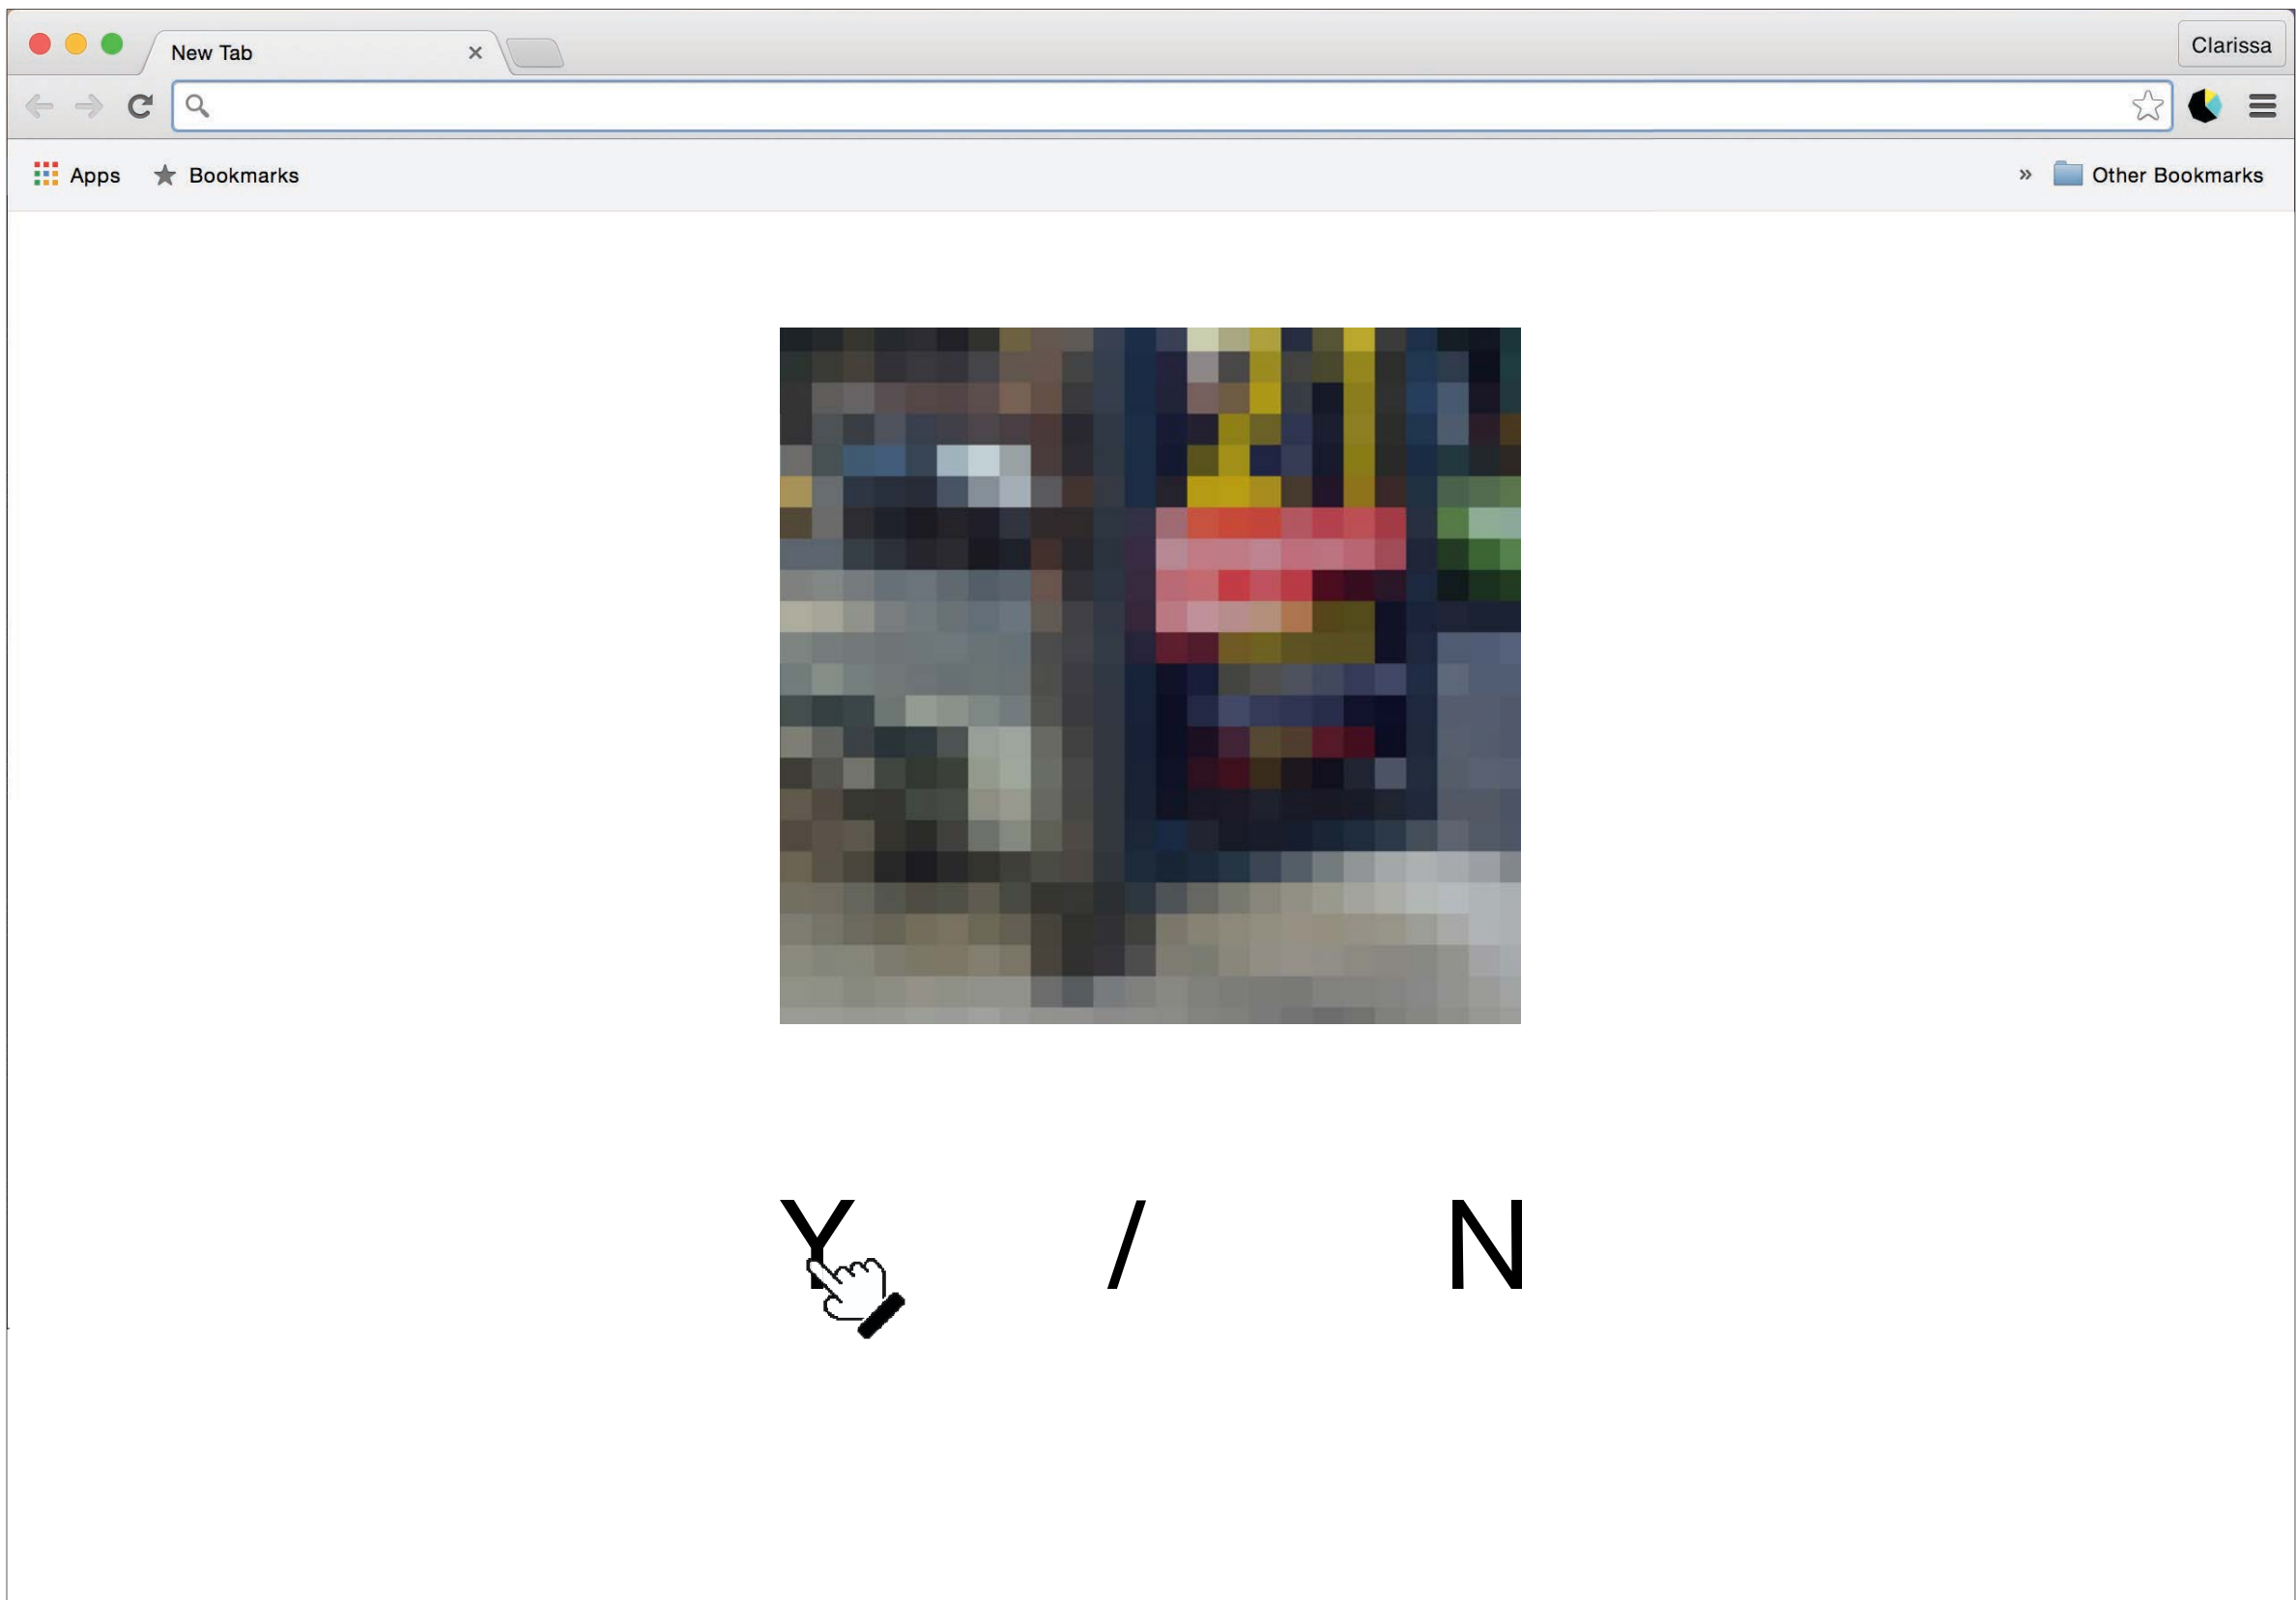 New Tab
Clarissa
Apps
Bookmarks
»
Other Bookmarks
Y / N